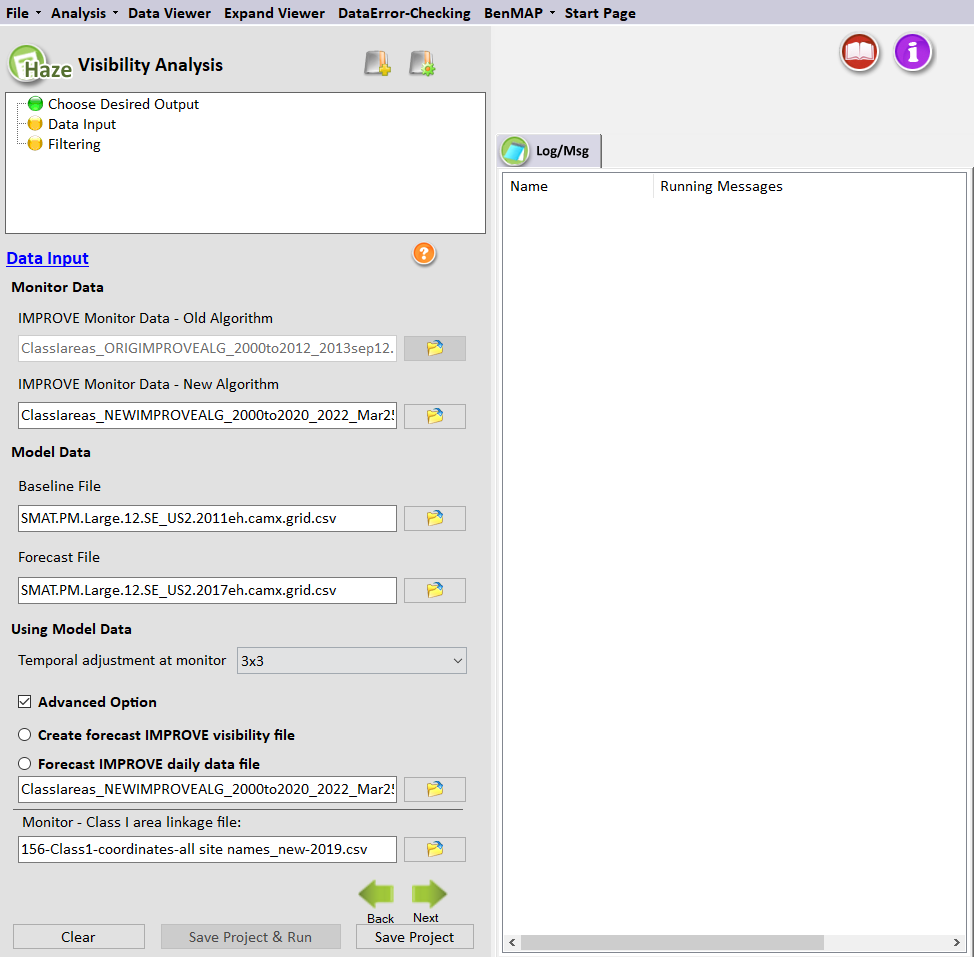 File Analysis Data Viewer Expand Viewer DataError-Checking BenMAP Start Page
Haze Visibility Analysis
Choose Desired Output
Data Input
Filtering
Log/Msg
Name Running Messages
Data Input ?
Monitor Data
IMPROVE Monitor Data - Old Algorithm
ClassIareas_ORIGIMPROVEALG_2000to2012_2013sep12.
IMPROVE Monitor Data - New Algorithm
ClassIareas_NEWIMPROVEALG_2000to2020_2022_Mar25
Model Data
Baseline File
SMAT.PM.Large.12.SE_US2.2011eh.camx.grid.csv
Forecast File
SMAT.PM.Large.12.SE_US2.2017eh.camx.grid.csv
Using Model Data
Temporal adjustment at monitor 3x3
Advanced Option
Create forecast IMPROVE visibility file
Forecast IMPROVE daily data file
ClassIareas_NEWIMPROVEALG_2000to2020_2022_Mar25
Monitor - Class I area linkage file:
156-Class1-coordinates-all site names_new-2019.csv
Back Next
Clear Save Project & Run Save Project